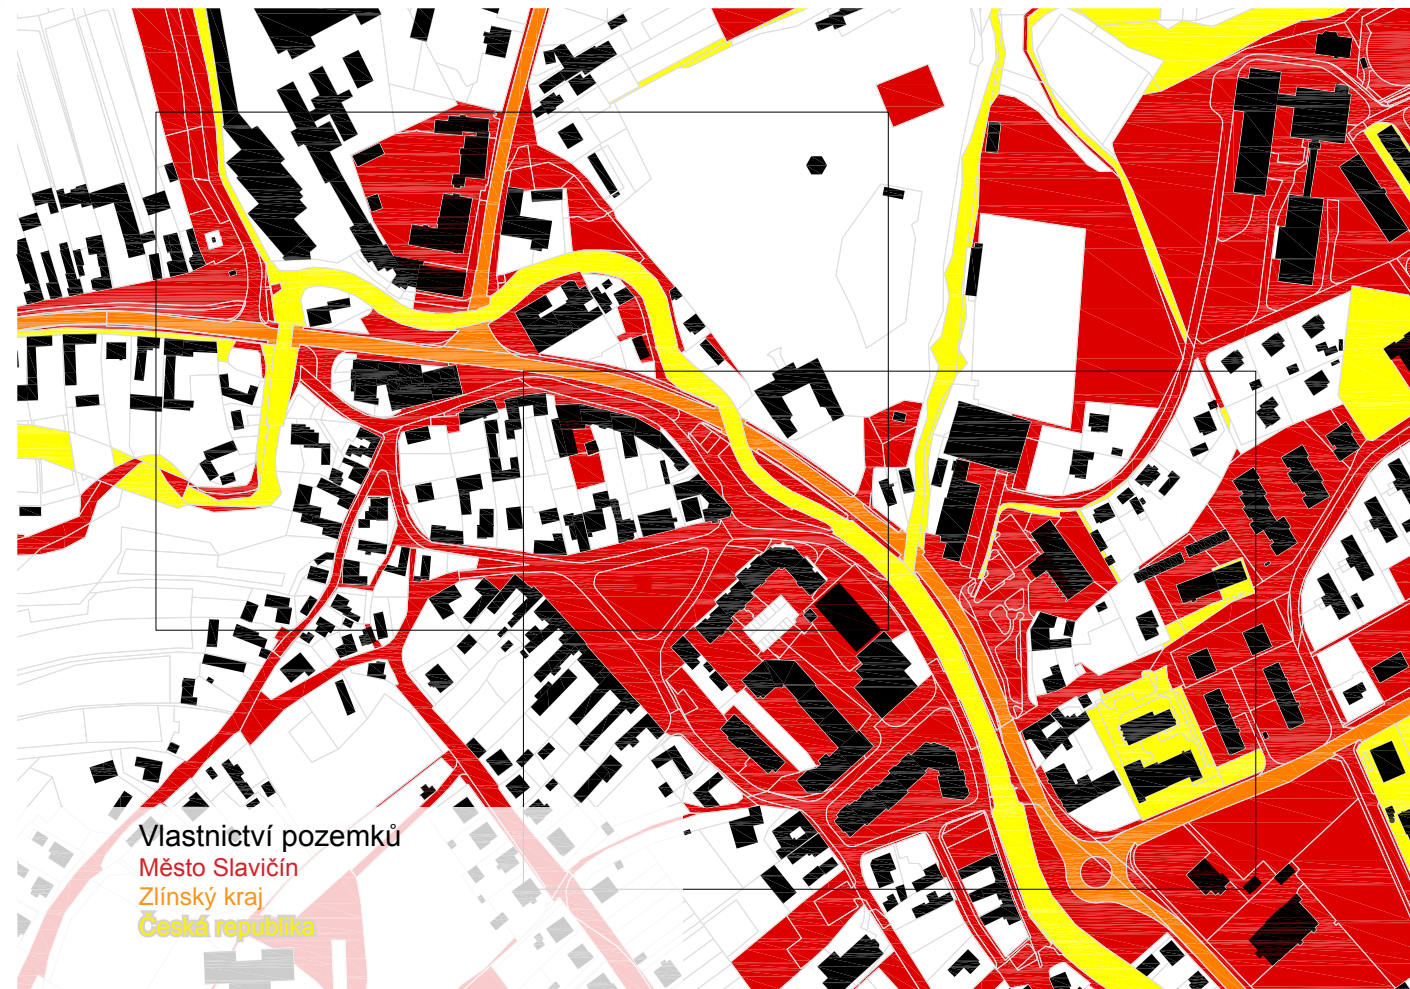 Vlastnictví pozemků
Město Slavičín
Zlínský kraj
Česká republika